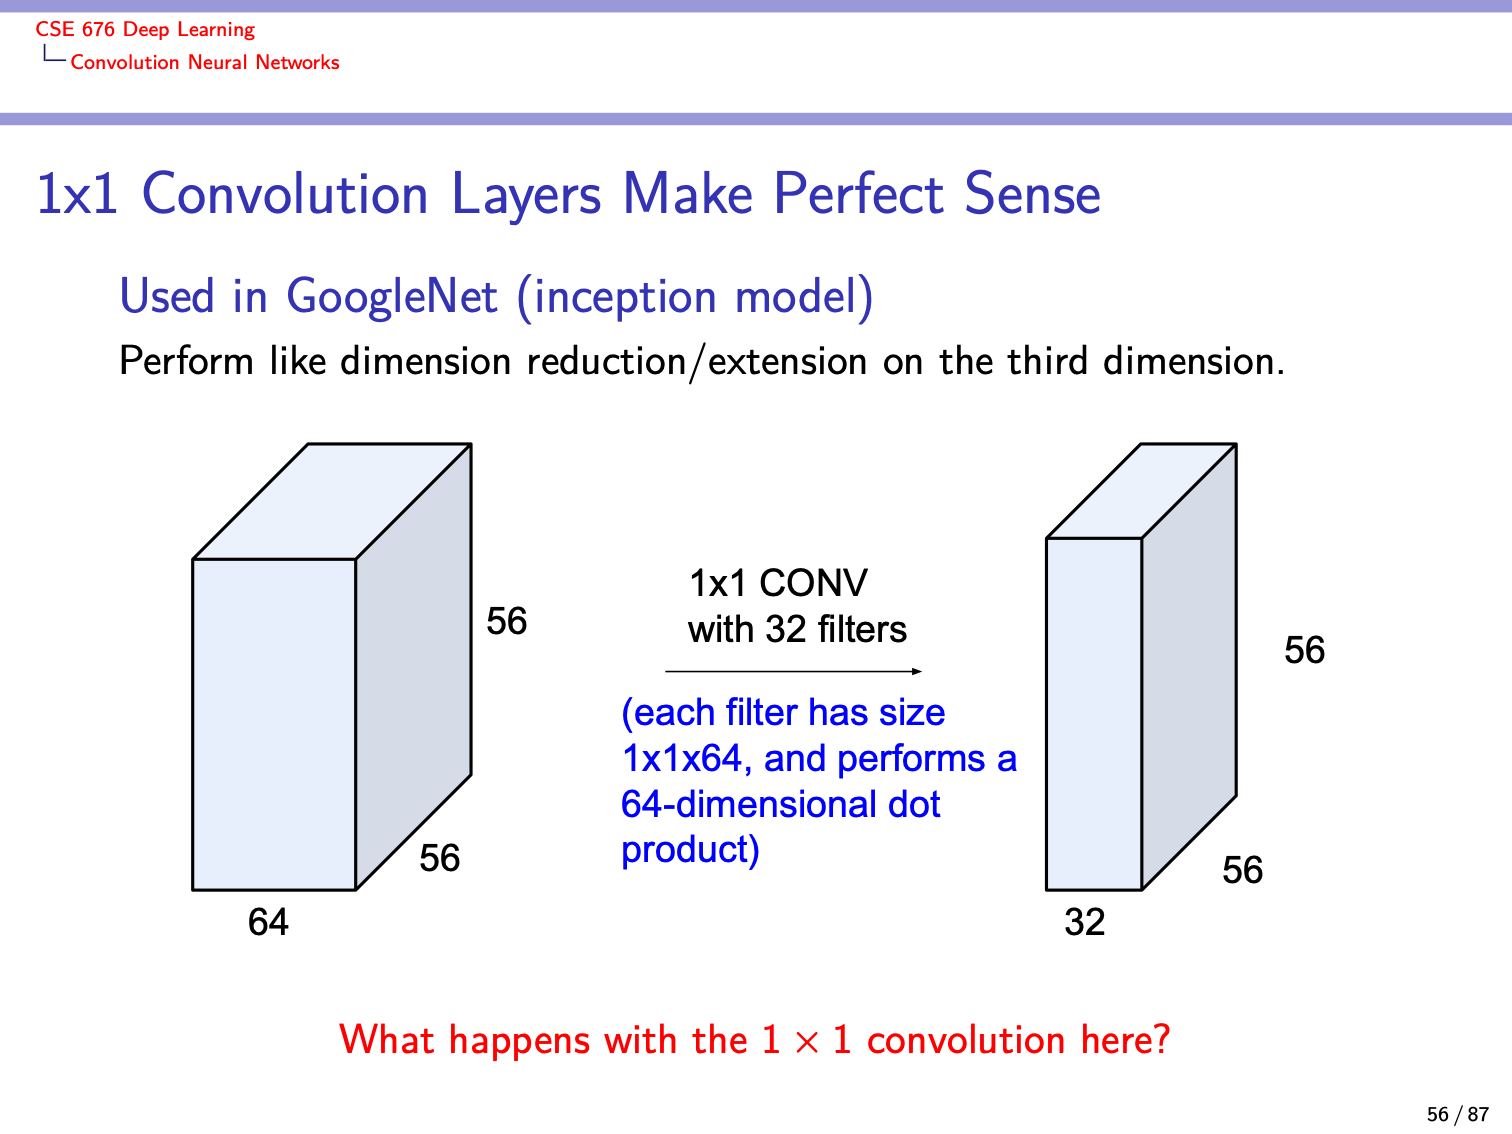 CSE 676 Deep Learning
Convolution Neural Networks
1x1 Convolution Layers Make Perfect Sense
Used in GoogleNet (inception model)
Perform like dimension reduction/extension on the third dimension.
56
56
64
1x1 CONV
with 32 filters
(each filter has size
1x1x64, and performs a
64-dimensional dot
product)
56
56
32
What happens with the 1 × 1 convolution here?
56 / 87